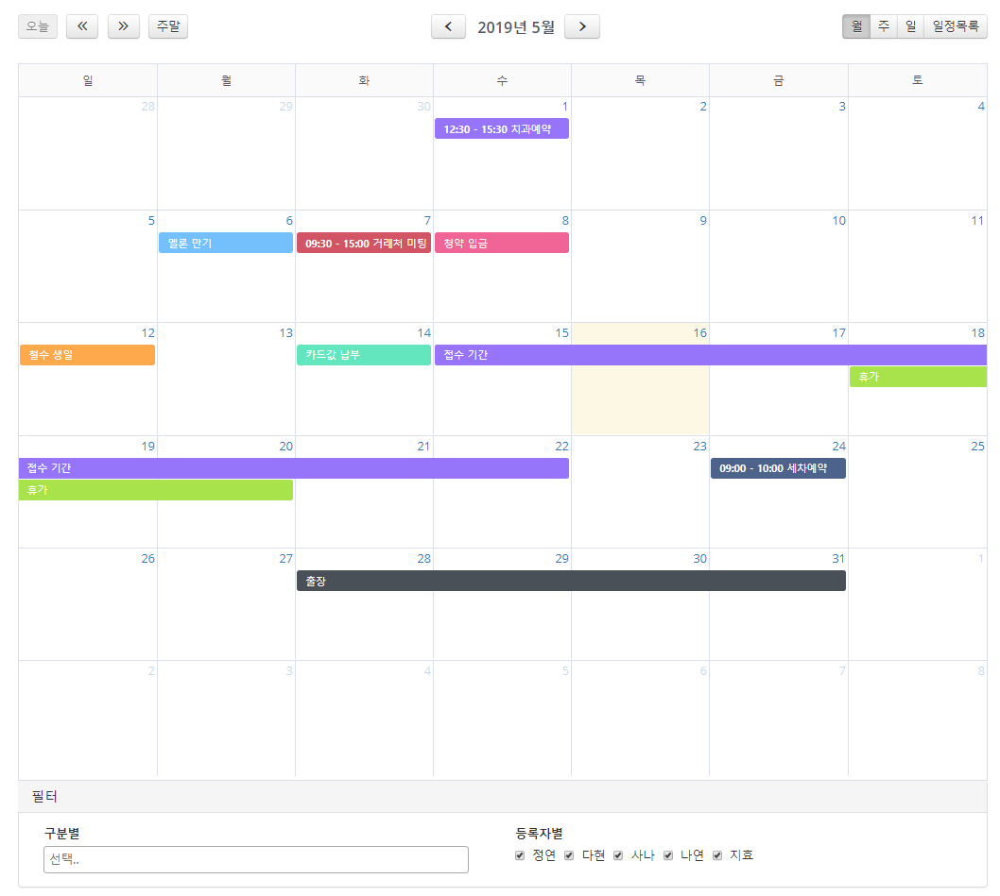 오늘 주말 2019년 5월 월 주 일 일정목록
일 월 화 수 목 금 토
28 29 30 1 2 3 4
12:30 - 15:30 치과예약
5 6 7 8 9 10 11
멜론 만기 09:30 - 15:00 거래처 미팅 청약 입금
12 13 14 15 16 17 18
철수 생일 카드값 납부 접수 기간
휴가
19 20 21 22 23 24 25
접수 기간 09:00 - 10:00 세차예약
휴가
26 27 28 29 30 31 1
출장
2 3 4 5 6 7 8
필터
구분별 등록자별
선택.. 정연 다현 사나 나연 지효